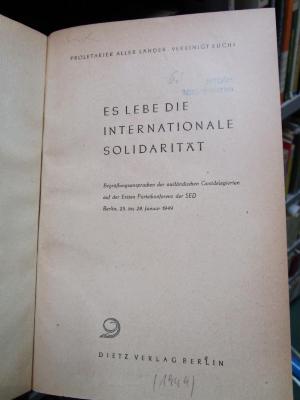 PROLETARIER ALLER LÄNDER, VEREINIGT EUCH!
ES LEBE DIE
INTERNATIONALE
SOLIDARITÄT
Begrüßungsansprachen der ausländischen Gastdelegierten
auf der Ersten Parteikonferenz der SED
Berlin, 25. bis 28. Januar 1949
DIETZ VERLAG BERLIN
(1949)